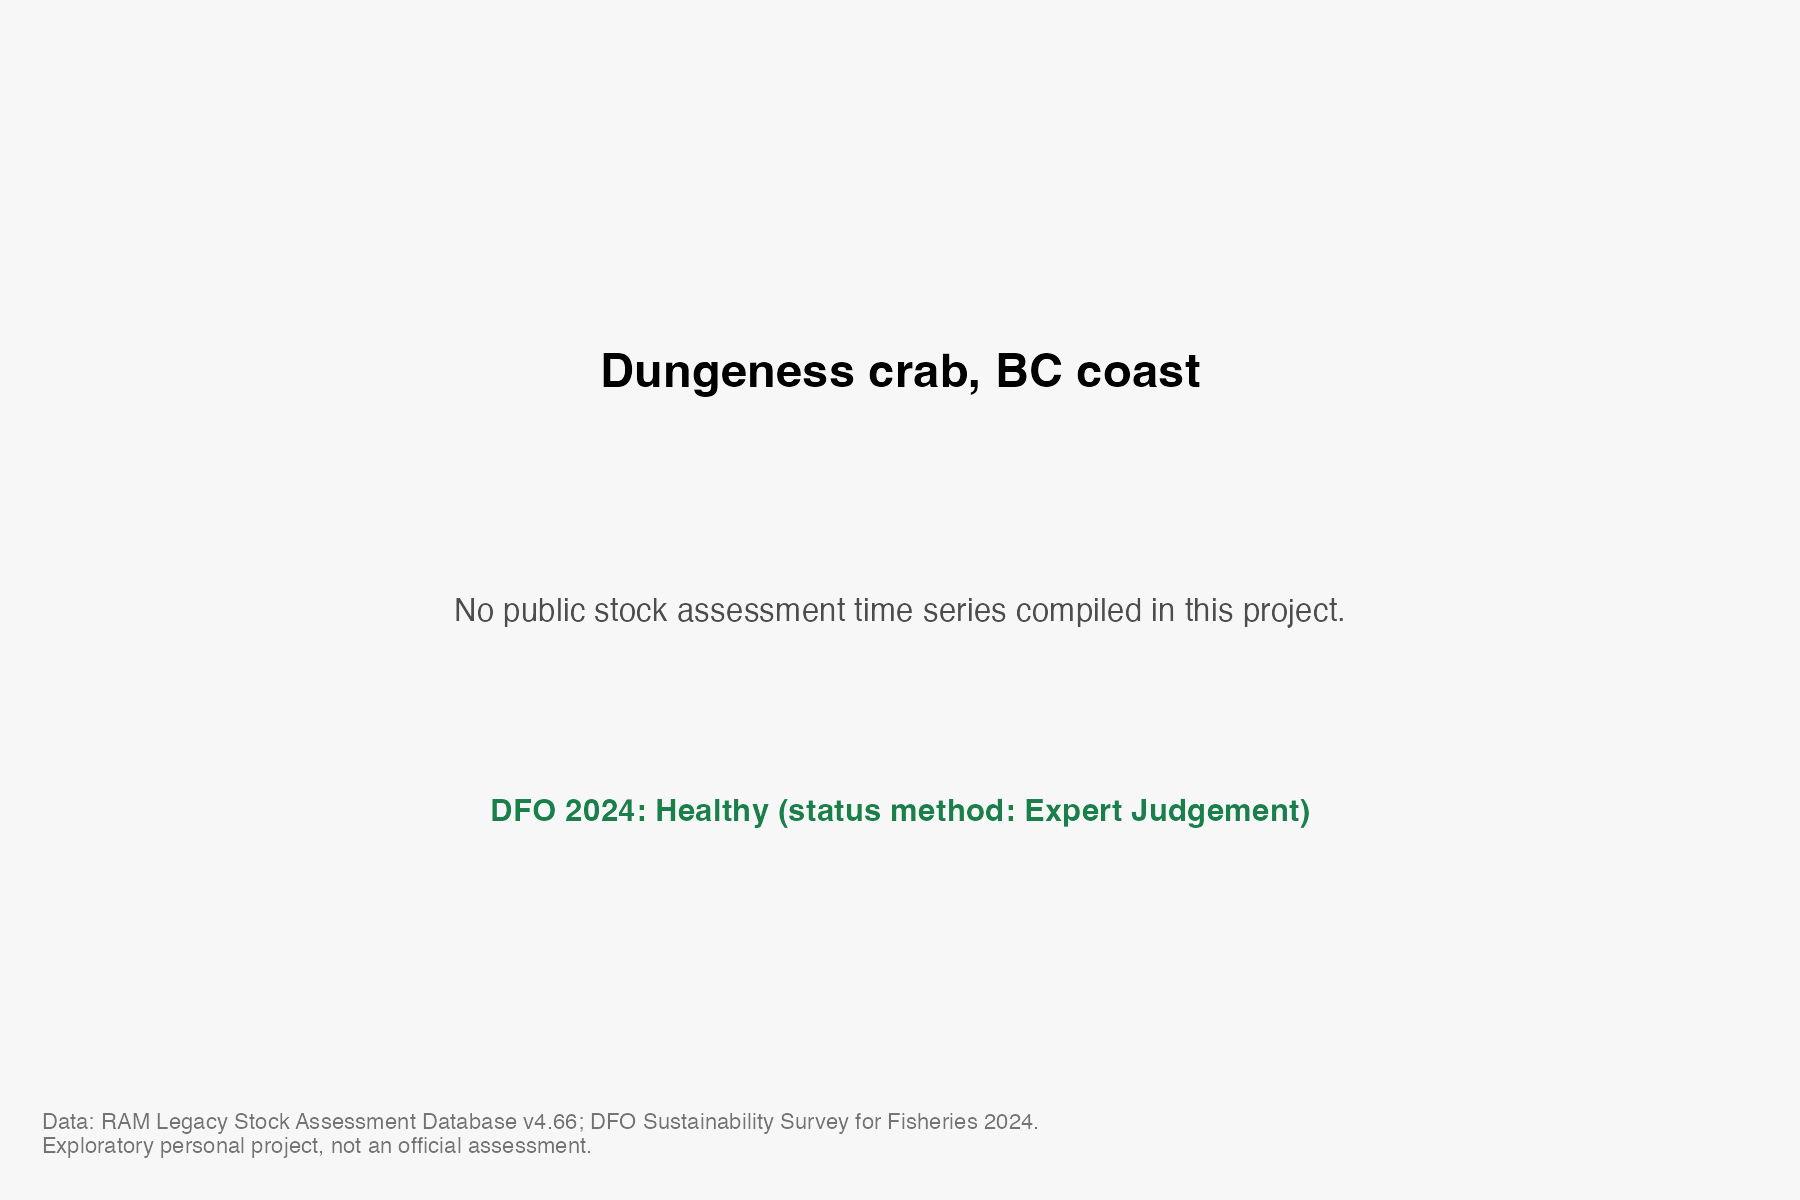 Dungeness crab, BC coast
No public stock assessment time series compiled in this project.
DFO 2024: Healthy (status method: Expert Judgement)
Data: RAM Legacy Stock Assessment Database v4.66; DFO Sustainability Survey for Fisheries 2024.
Exploratory personal project, not an official assessment.